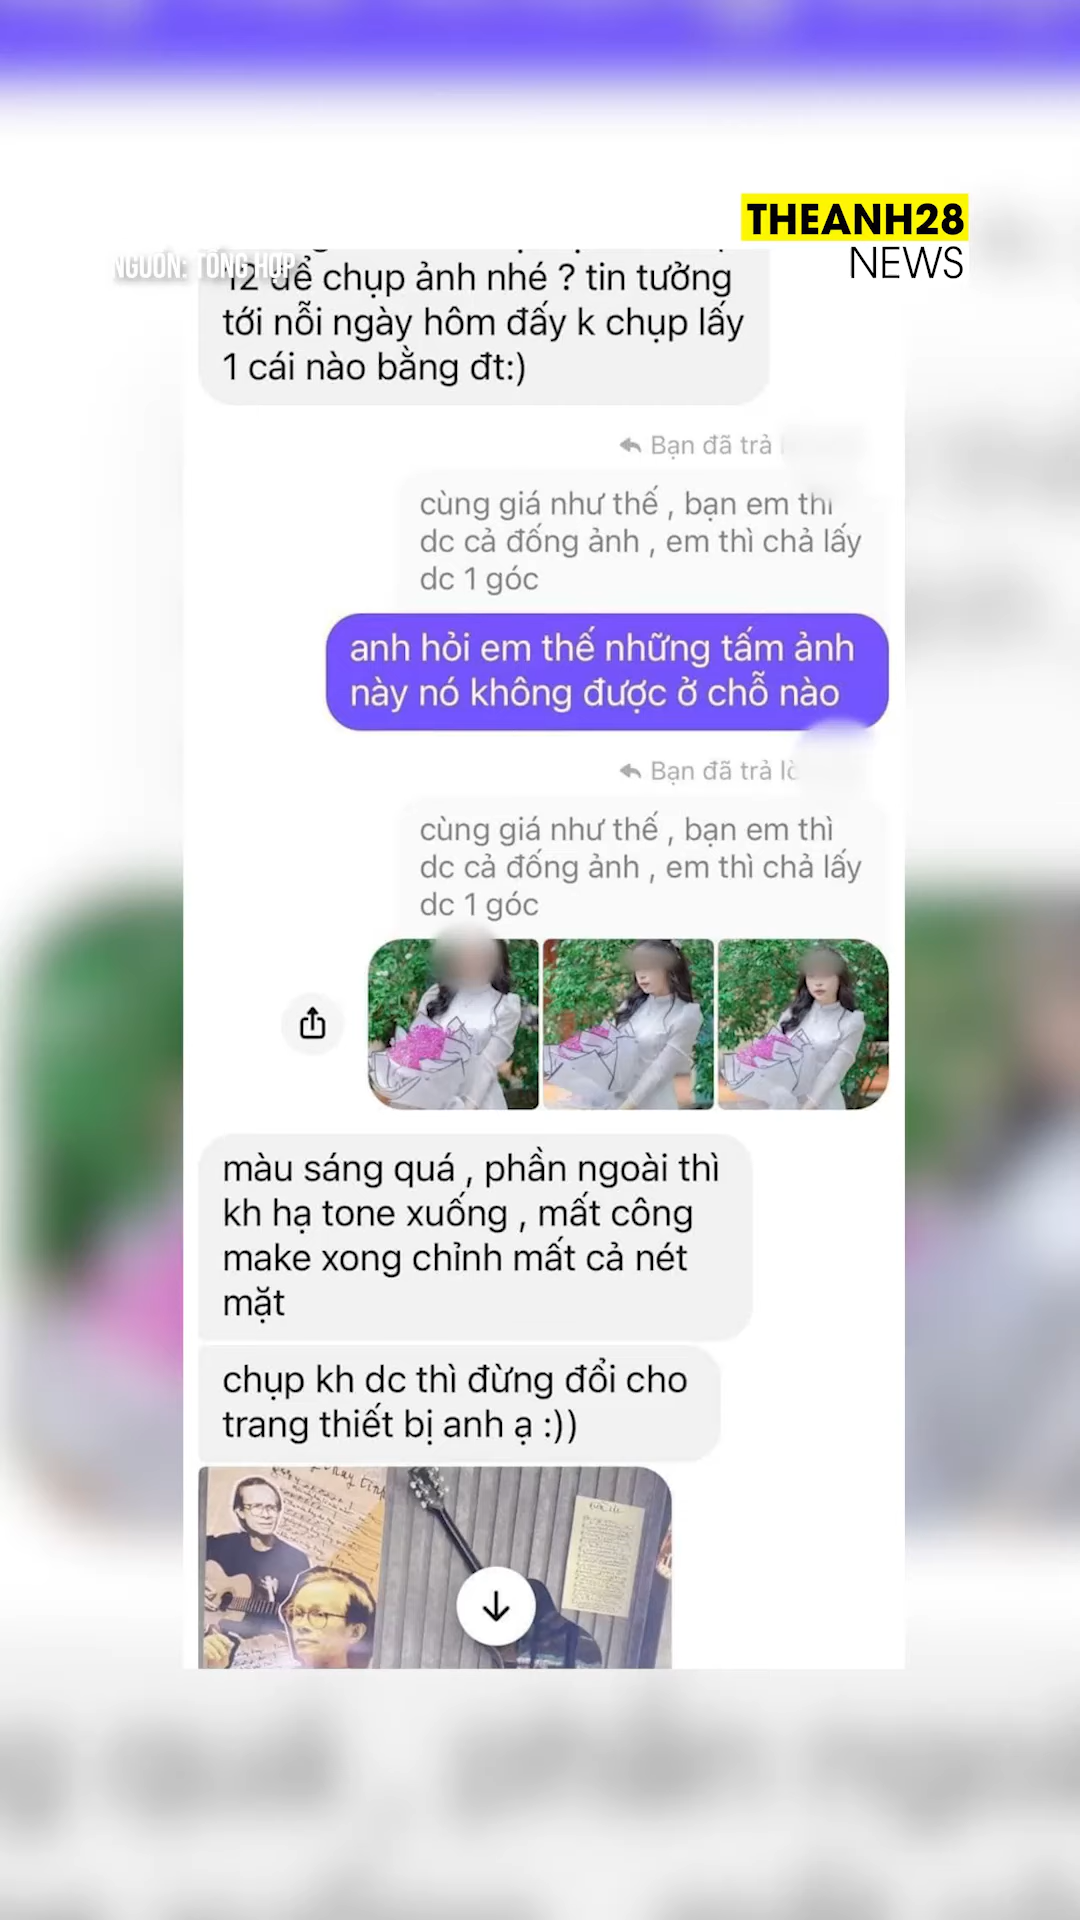 THEANH28
NEWS
NGUỒN: TỔNG HỢP
12 để chụp ảnh nhé ? tin tưởng
tới nỗi ngày hôm đấy k chụp lấy
1 cái nào bằng đt:)
Bạn đã trả
cùng giá như thế , bạn em thì
dc cả đống ảnh , em thì chả lấy
dc 1 góc
anh hỏi em thế những tấm ảnh
này nó không được ở chỗ nào
Bạn đã trả lờ
cùng giá như thế , bạn em thì
dc cả đống ảnh , em thì chả lấy
dc 1 góc
màu sáng quá , phần ngoài thì
kh hạ tone xuống , mất công
make xong chỉnh mất cả nét
mặt
chụp kh dc thì đừng đổi cho
trang thiết bị anh ạ :))